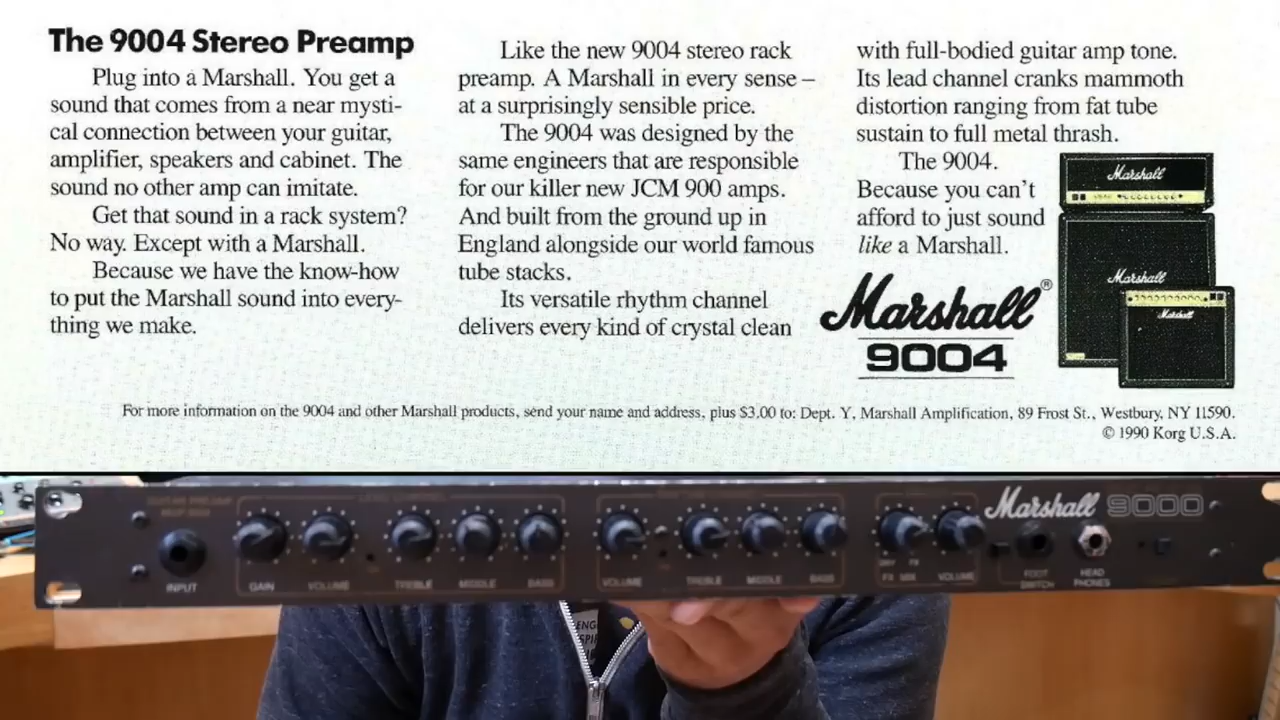 The 9004 Stereo Preamp
Plug into a Marshall. You get a
sound that comes from a near mysti-
cal connection between your guitar,
amplifier, speakers and cabinet. The
sound no other amp can imitate.
Get that sound in a rack system?
No way. Except with a Marshall.
Because we have the know-how
to put the Marshall sound into every-
thing we make.
Like the new 9004 stereo rack
preamp. A Marshall in every sense –
at a surprisingly sensible price.
The 9004 was designed by the
same engineers that are responsible
for our killer new JCM 900 amps.
And built from the ground up in
England alongside our world famous
tube stacks.
Its versatile rhythm channel
delivers every kind of crystal clean
with full-bodied guitar amp tone.
Its lead channel cranks mammoth
distortion ranging from fat tube
sustain to full metal thrash.
The 9004.
Because you can't
afford to just sound
like a Marshall.
Marshall®
9004
Marshall
Marshall
Marshall
For more information on the 9004 and other Marshall products, send your name and address, plus $3.00 to: Dept. Y, Marshall Amplification, 89 Frost St., Westbury, NY 11590.
© 1990 Korg U.S.A.
Marshall 9000
INPUT GAIN VOLUME TREBLE MIDDLE BASS VOLUME TREBLE MIDDLE BASS DRY FX FX MIX VOLUME FOOT SWITCH HEAD PHONES